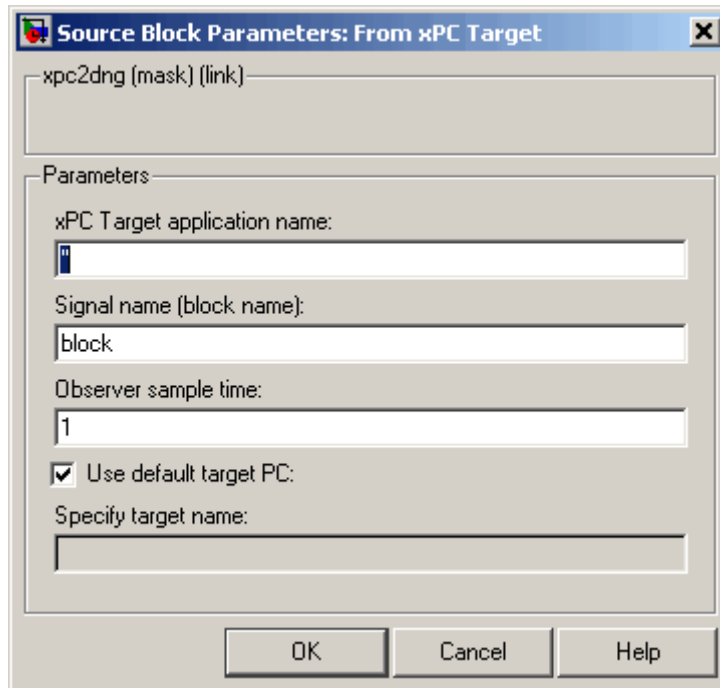 Source Block Parameters: From xPC Target
xpc2dng (mask) (link)
Parameters
xPC Target application name:
''
Signal name (block name):
block
Observer sample time:
1
Use default target PC:
Specify target name:
OK
Cancel
Help